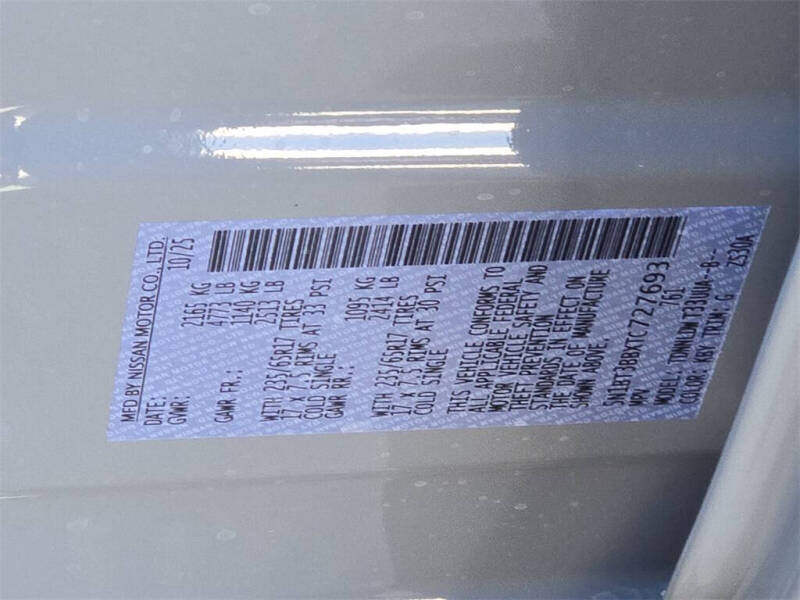 MFD BY NISSAN MOTOR CO., LTD.
DATE: 10/25
GVWR: 2165 KG
4773 LB
GAWR FR.: 1140 KG
2513 LB
WITH 235/65R17 TIRES
17 X 7.5 RIMS AT 33 PSI
COLD SINGLE
GAWR RR.: 1095 KG
2414 LB
WITH 235/65R17 TIRES
17 X 7.5 RIMS AT 30 PSI
COLD SINGLE
THIS VEHICLE CONFORMS TO
ALL APPLICABLE FEDERAL
MOTOR VEHICLE SAFETY AND
THEFT PREVENTION
STANDARDS IN EFFECT ON
THE DATE OF MANUFACTURE
SHOWN ABOVE.
JN1BT3BBXTC727693
MPV 761
MODEL:
COLOR: KBY TRIM: G 2530A